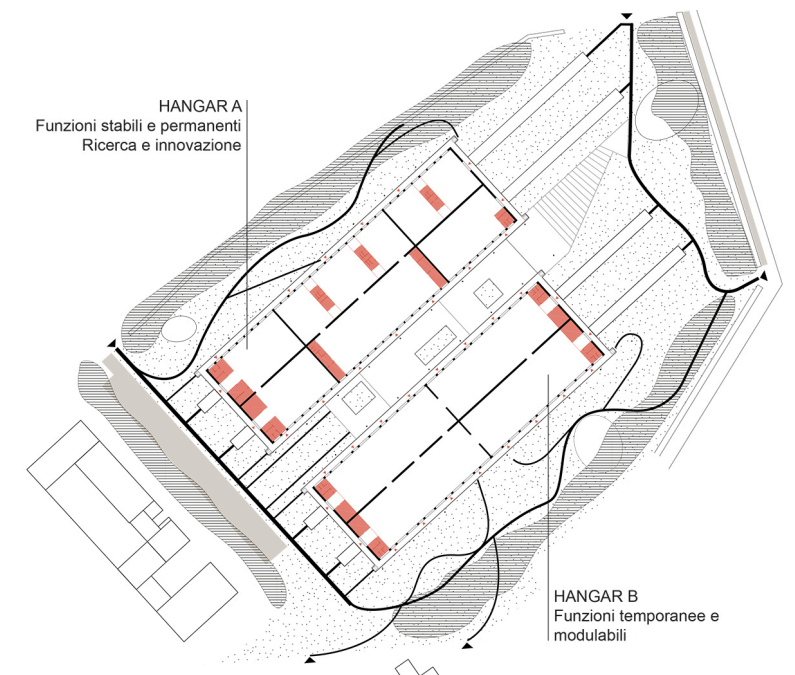 HANGAR A
Funzioni stabili e permanenti
Ricerca e innovazione
HANGAR B
Funzioni temporanee e
modulabili